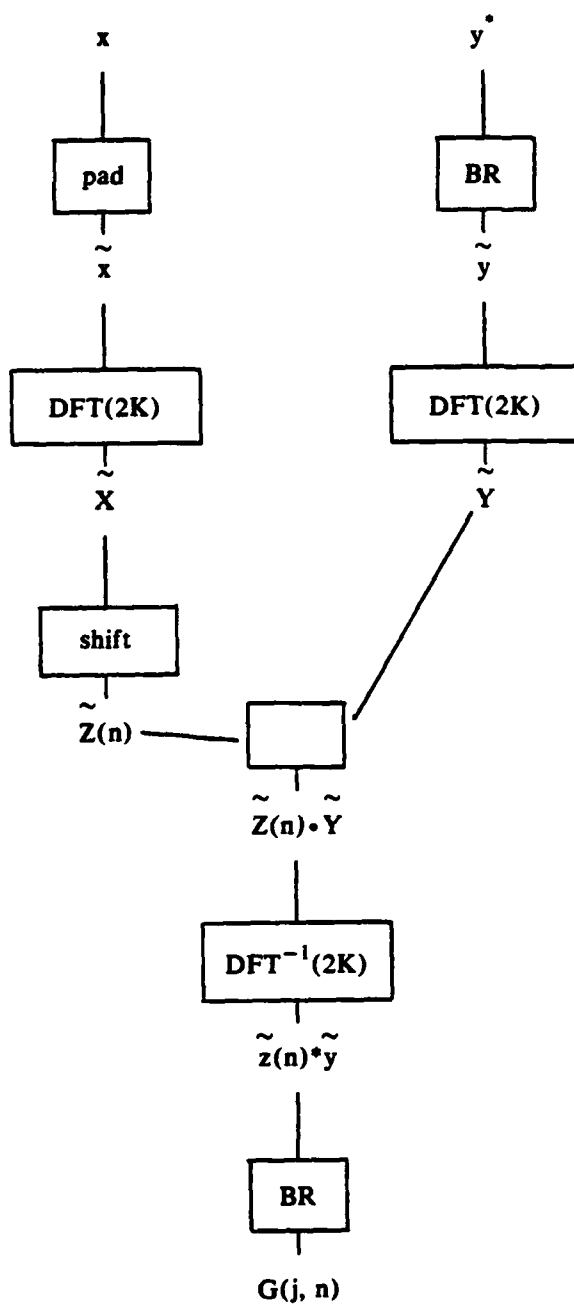 x y*
pad BR
x̃ ỹ
DFT(2K) DFT(2K)
X̃ Ỹ
shift
Z̃(n)
Z̃(n)•Ỹ
DFT⁻¹(2K)
z̃(n)*ỹ
BR
G(j, n)